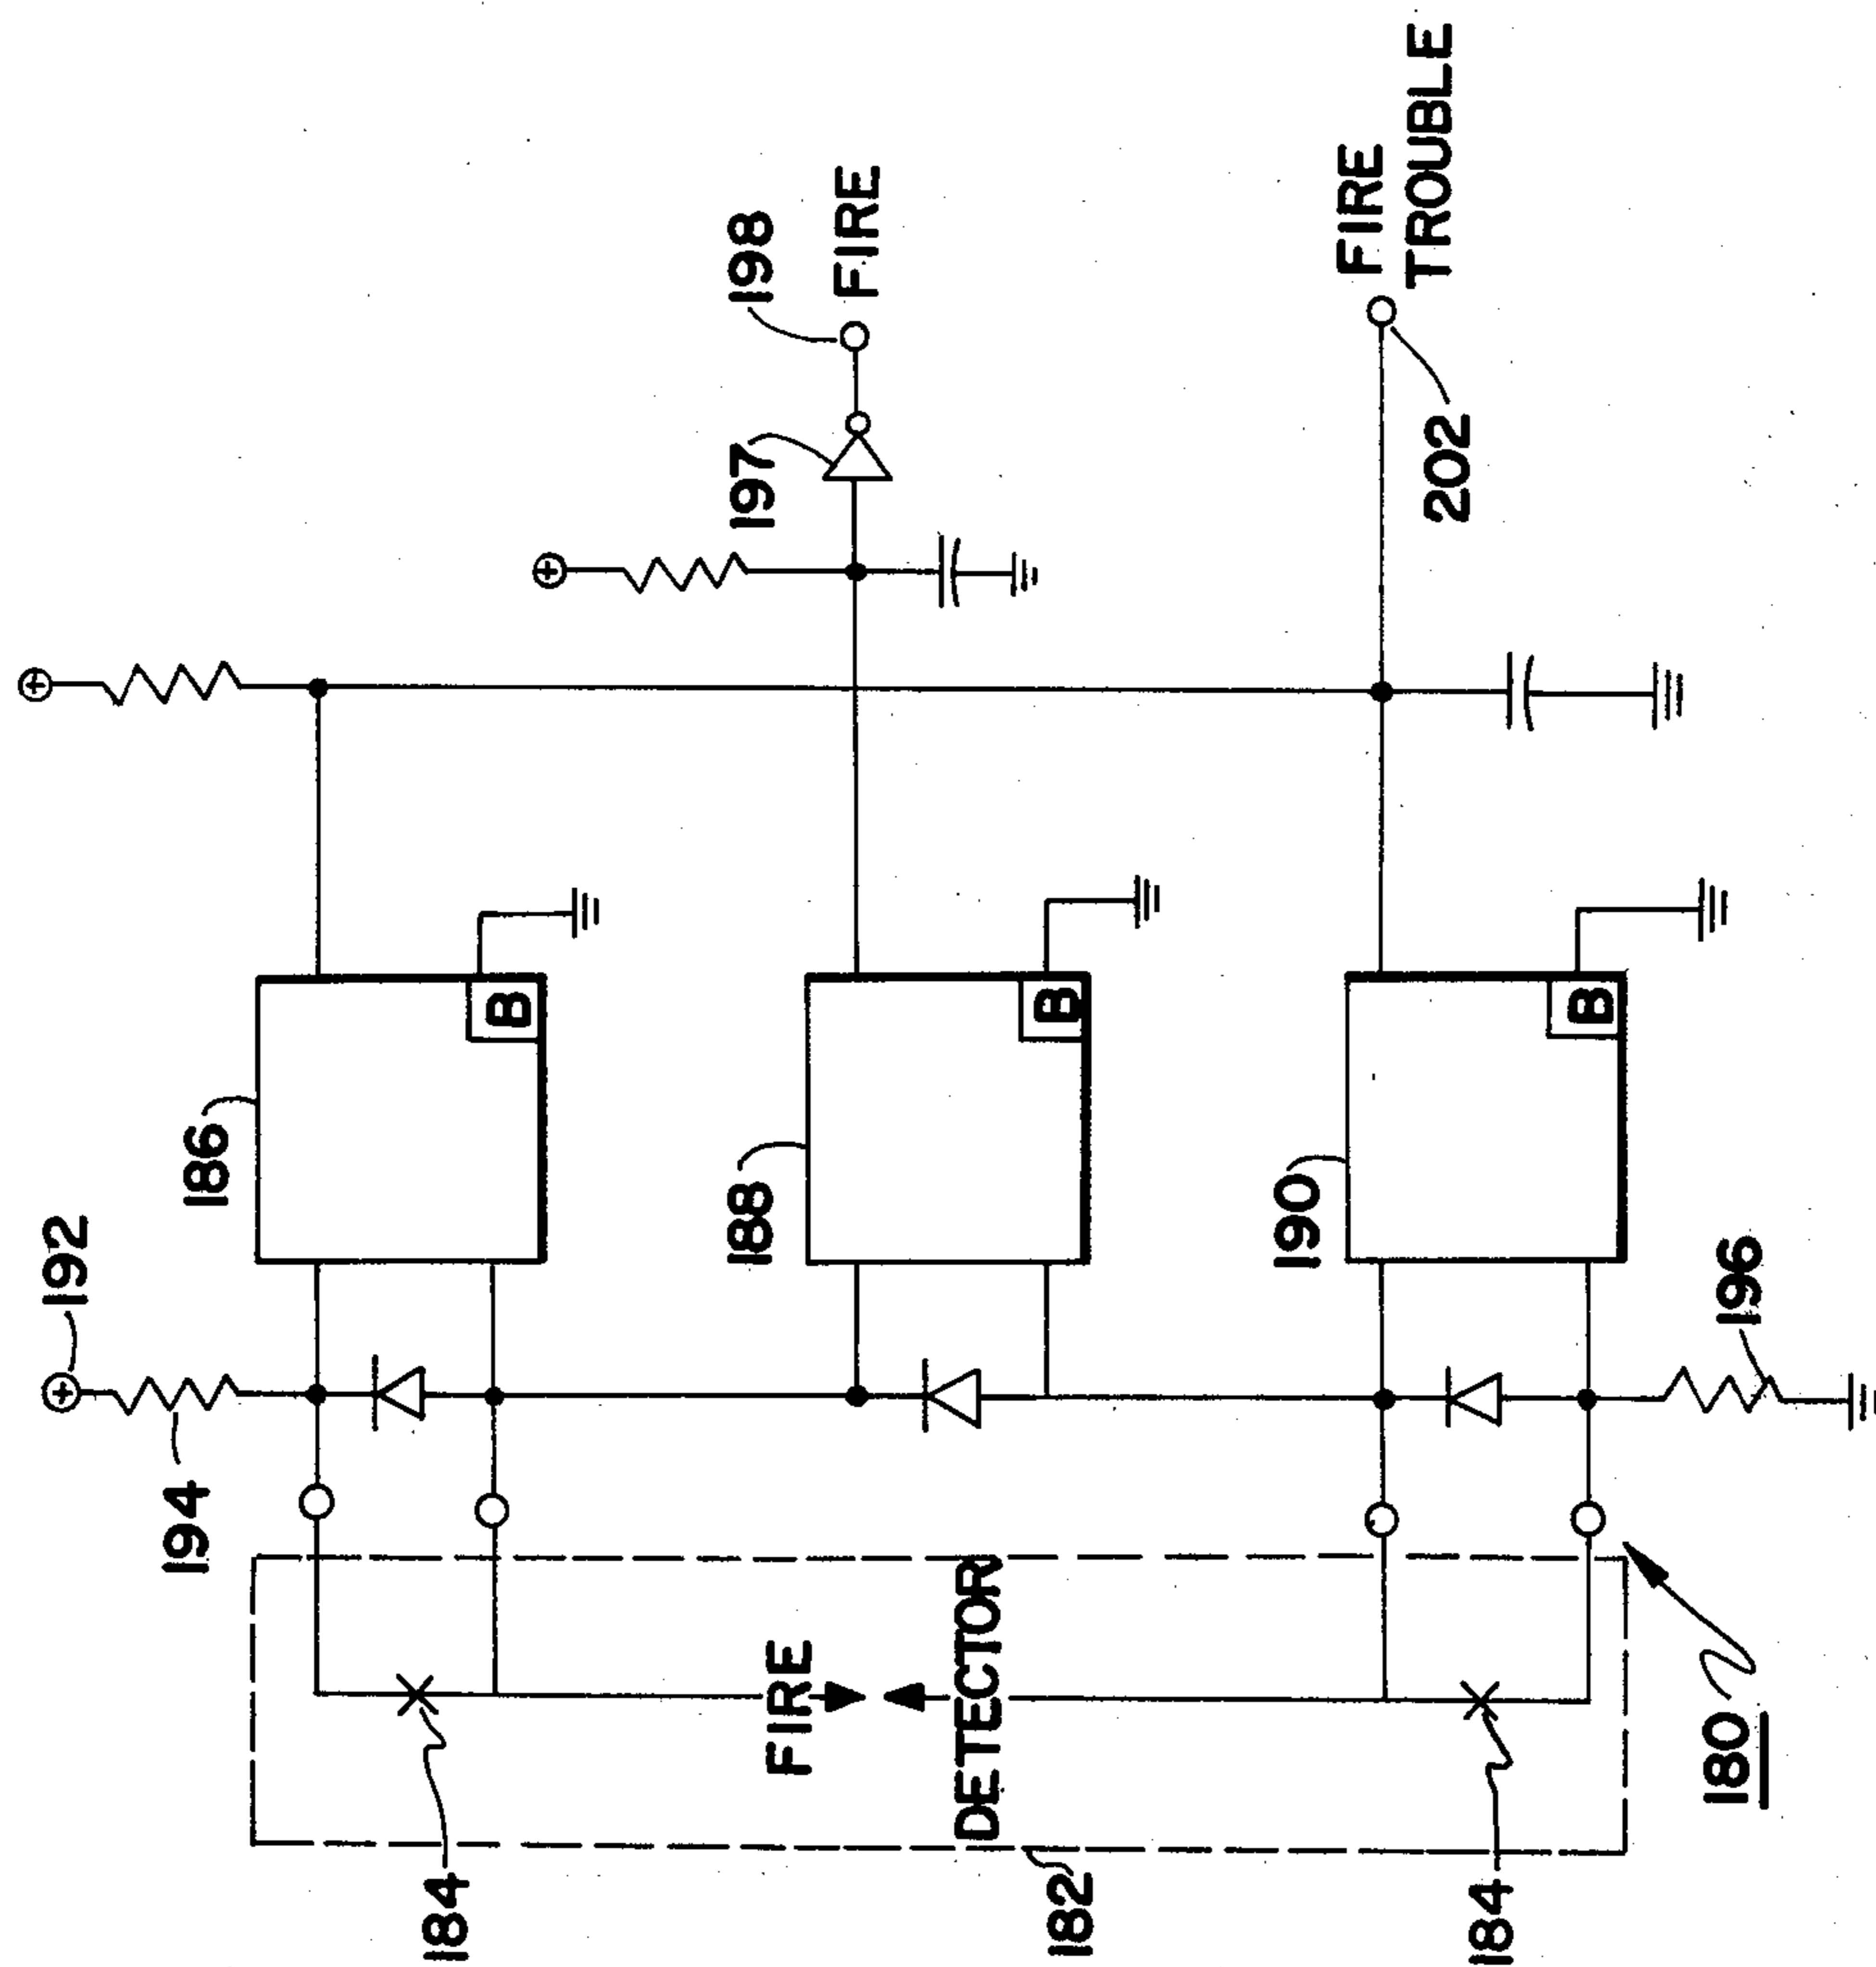 192
194
186
184
B
188
197
198
FIRE
DETECTOR
FIRE
B
182
190
FIRE
TROUBLE
202
184
B
180
196